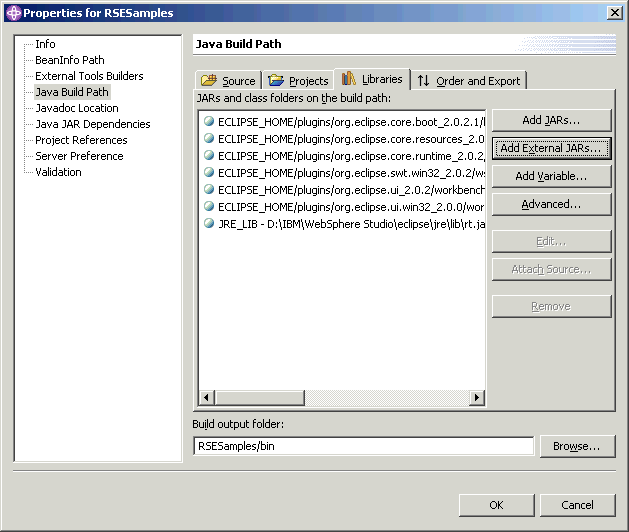 Properties for RSESamples
Info
BeanInfo Path
External Tools Builders
Java Build Path
Javadoc Location
Java JAR Dependencies
Project References
Server Preference
Validation
Java Build Path
Source
Projects
Libraries
Order and Export
JARs and class folders on the build path:
ECLIPSE_HOME/plugins/org.eclipse.core.boot_2.0.2.1/
ECLIPSE_HOME/plugins/org.eclipse.core.resources_2.0
ECLIPSE_HOME/plugins/org.eclipse.core.runtime_2.0.2,
ECLIPSE_HOME/plugins/org.eclipse.swt.win32_2.0.2/ws
ECLIPSE_HOME/plugins/org.eclipse.ui_2.0.2/workbench
ECLIPSE_HOME/plugins/org.eclipse.ui.win32_2.0.0/wor
JRE_LIB - D:\IBM\WebSphere Studio\eclipse\jre\lib\rt.ja
Add JARs...
Add External JARs...
Add Variable...
Advanced...
Edit...
Attach Source...
Remove
Build output folder:
RSESamples/bin
Browse...
OK
Cancel